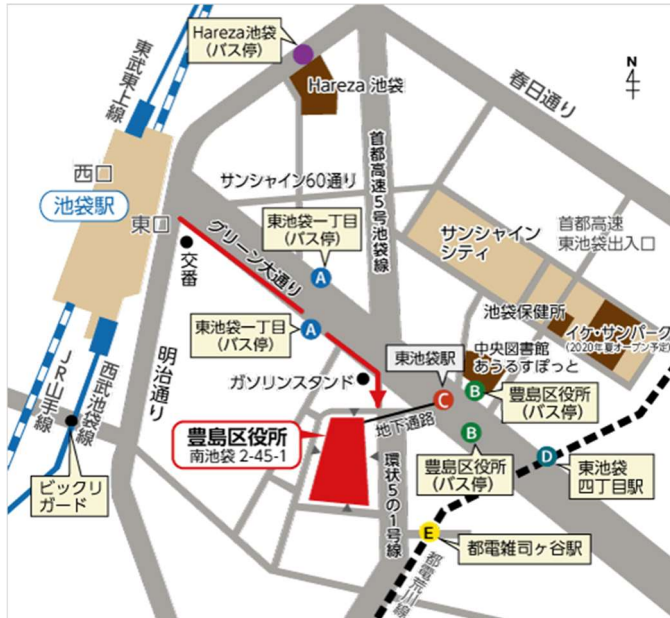 Hareza池袋
(バス停)
N
4
Hareza 池袋
東武東上線
春日通り
首都高速5号池袋線
西口
池袋駅
東口
サンシャイン60通り
グリーン大通り
東池袋一丁目
(バス停)
A
サンシャイン
シティ
首都高速
東池袋出入口
交番
A
東池袋一丁目
(バス停)
池袋保健所
イケ・サンパーク
(2020年夏オープン予定)
JR山手線
西武池袋線
明治通り
ガソリンスタンド
東池袋駅
C
中央図書館
あうるすぽっと
B
豊島区役所
(バス停)
豊島区役所
南池袋 2-45-1
地下通路
B
豊島区役所
(バス停)
D
東池袋
四丁目駅
ビックリ
ガード
環状5の1号線
E
都電雑司ヶ谷駅
都電荒川線